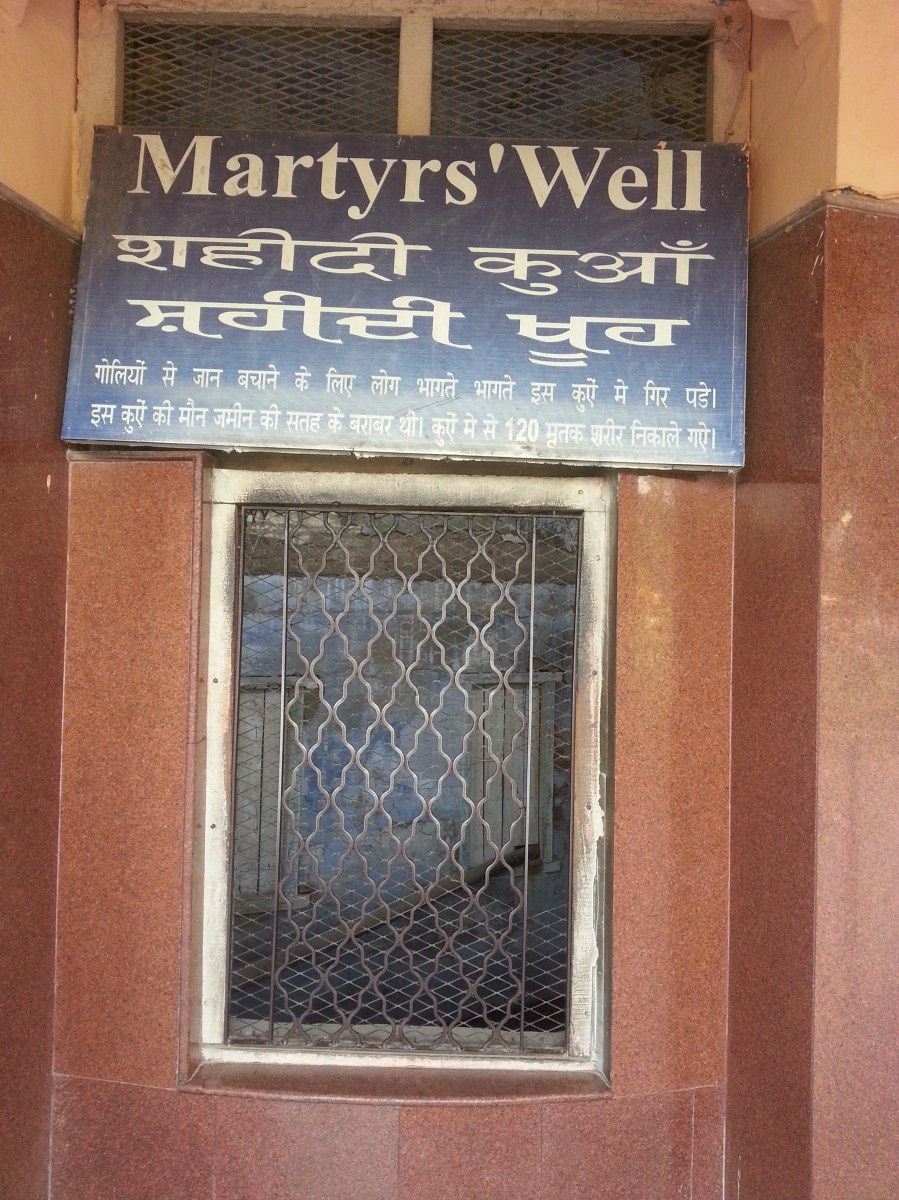 Martyrs' Well
शहीदी कुआँ
ਸ਼ਹੀਦੀ ਖੂਹ
गोलियों से जान बचाने के लिए लोग भागते भागते इस कुऐं मे गिर पडे।
इस कुऐं की मौन जमीन की सतह के बराबर थी। कुऐं मे से 120 मृतक शरीर निकाले गऐ।